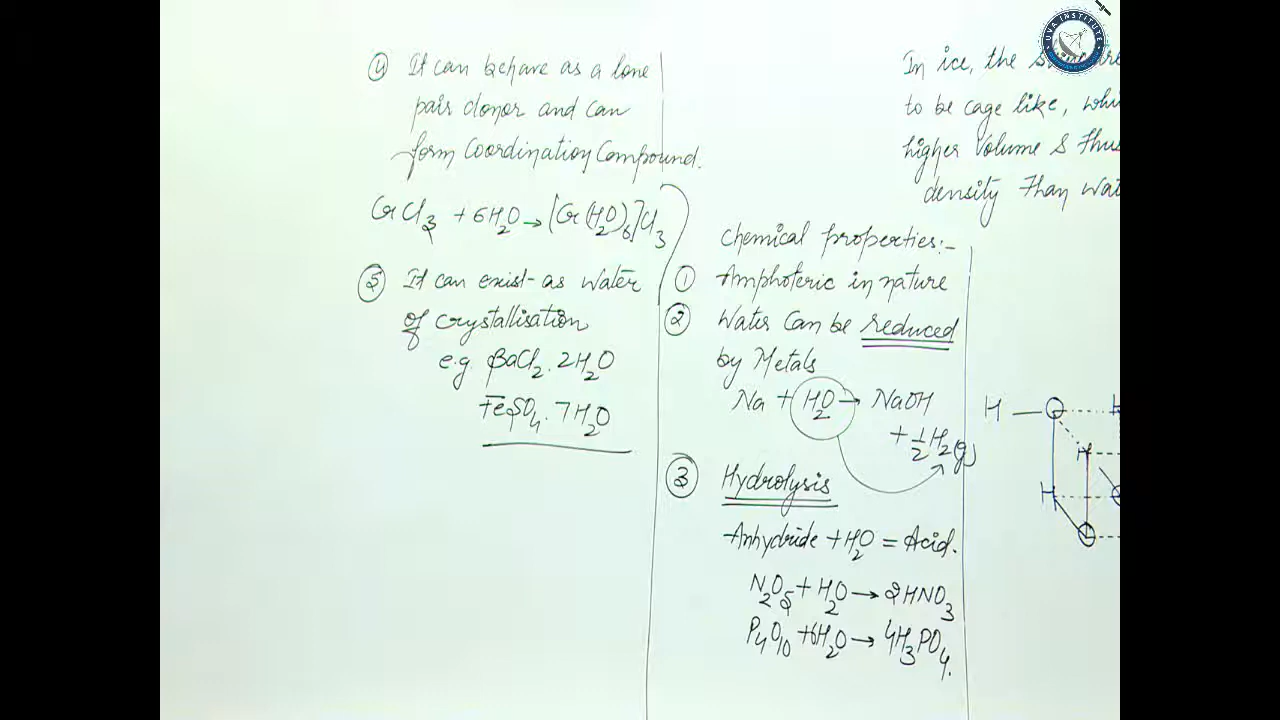 ④ It can behave as a lone
pair donor and can
form Coordination Compound.
CrCl₃ + 6H₂O → [Cr(H₂O)₆]Cl₃
⑤ It can exist as Water
of crystallisation
e.g BaCl₂.2H₂O
FeSO₄.7H₂O
In ice, the
to be cage like,
higher Volume & thus
density Than
Chemical properties:-
① Amphoteric in nature
② Water Can be reduced
by Metals
Na + H₂O → NaOH
+ ½H₂(g)
③ Hydrolysis
Anhydride + H₂O = Acid.
N₂O₅ + H₂O → 2HNO₃
P₄O₁₀ + 6H₂O → 4H₃PO₄.
H
O
H
H
H
O
UVA INSTITUTE